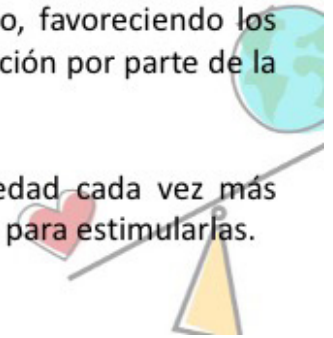 o, favoreciendo los
ción por parte de la
edad cada vez más
para estimularlas.